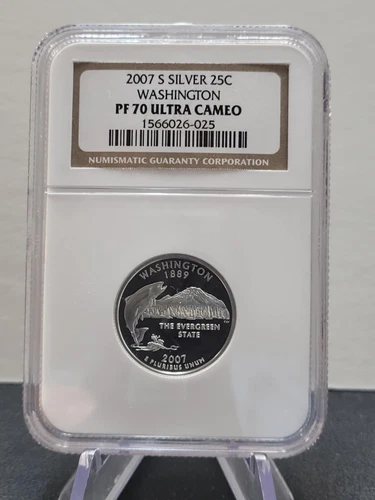 2007 S SILVER 25C
WASHINGTON
PF 70 ULTRA CAMEO
1566026-025
NUMISMATIC GUARANTY CORPORATION
WASHINGTON
1889
THE EVERGREEN
STATE
2007
E PLURIBUS UNUM